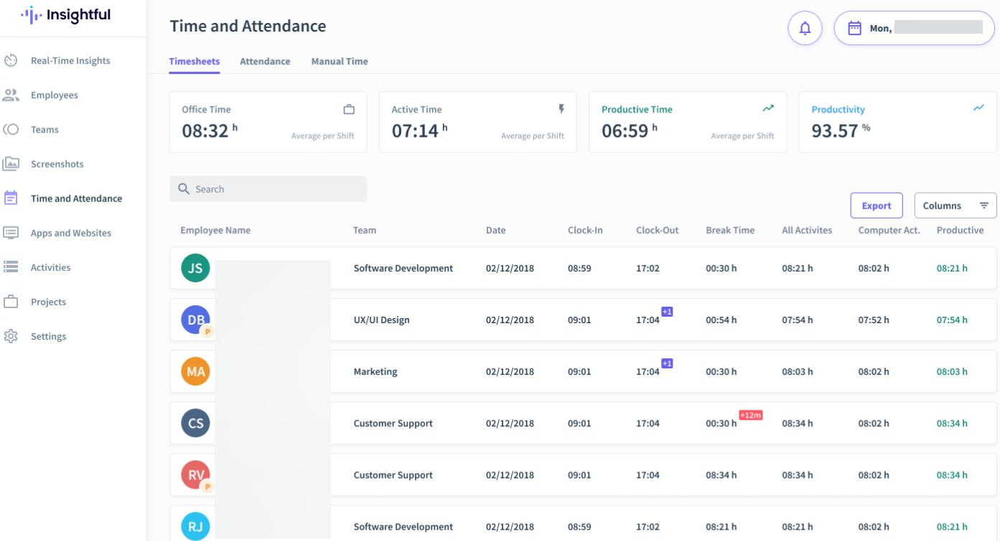 Insightful
Real-Time Insights
Employees
Teams
Screenshots
Time and Attendance
Apps and Websites
Activities
Projects
Settings
Time and Attendance
Mon,
Timesheets Attendance Manual Time
Office Time
08:32 h
Average per Shift
Active Time
07:14 h
Average per Shift
Productive Time
06:59 h
Average per Shift
Productivity
93.57 %
Search
Export
Columns
Employee Name Team Date Clock-In Clock-Out Break Time All Activites Computer Act. Productive
JS Software Development 02/12/2018 08:59 17:02 00:30 h 08:21 h 08:02 h 08:21 h
DB P UX/UI Design 02/12/2018 09:01 17:04 +1 00:54 h 07:54 h 07:52 h 07:54 h
MA Marketing 02/12/2018 09:01 17:04 +1 00:30 h 08:03 h 08:02 h 08:03 h
CS Customer Support 02/12/2018 09:01 17:04 00:30 h +12m 08:34 h 08:02 h 08:34 h
RV P Customer Support 02/12/2018 09:01 17:04 08:34 h 08:34 h 08:02 h 08:34 h
RJ Software Development 02/12/2018 08:59 17:02 08:21 h 08:21 h 08:02 h 08:21 h